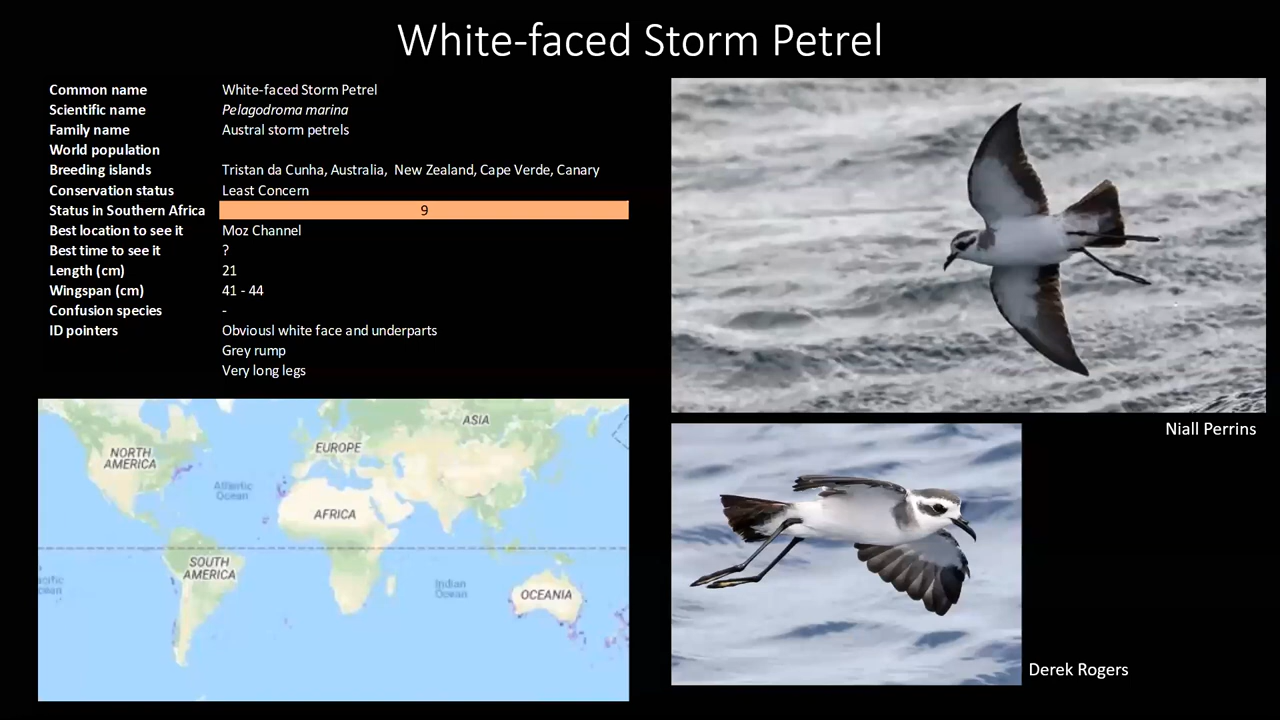 White-faced Storm Petrel
Common name White-faced Storm Petrel
Scientific name Pelagodroma marina
Family name Austral storm petrels
World population
Breeding islands Tristan da Cunha, Australia,  New Zealand, Cape Verde, Canary
Conservation status Least Concern
Status in Southern Africa 9
Best location to see it Moz Channel
Best time to see it ?
Length (cm) 21
Wingspan (cm) 41 - 44
Confusion species -
ID pointers Obviousl white face and underparts
Grey rump
Very long legs
Niall Perrins
Derek Rogers
ASIA
EUROPE
NORTH
AMERICA
Atlantic
Ocean
AFRICA
SOUTH
AMERICA
Indian
Ocean
OCEANIA